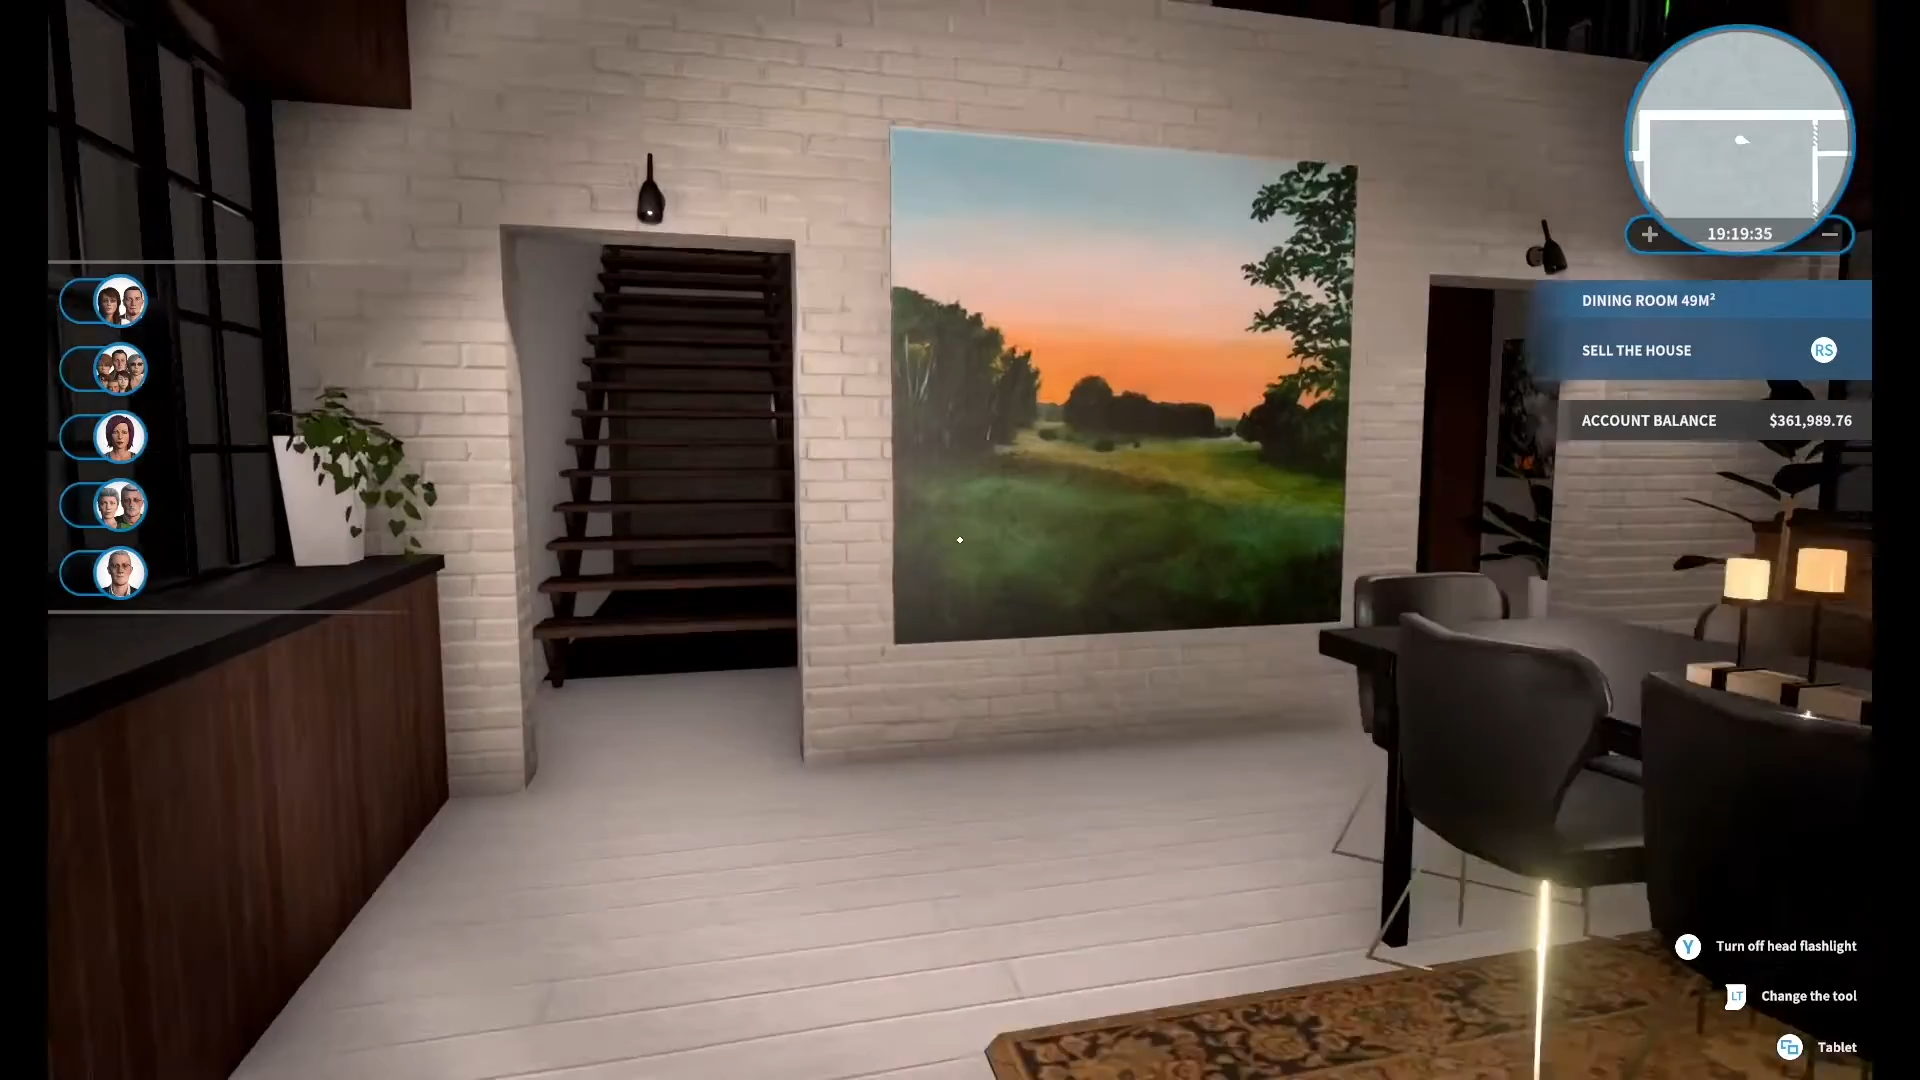 19:19:35
DINING ROOM 49M²
SELL THE HOUSE RS
ACCOUNT BALANCE $361,989.76
Y Turn off head flashlight
LT Change the tool
Tablet